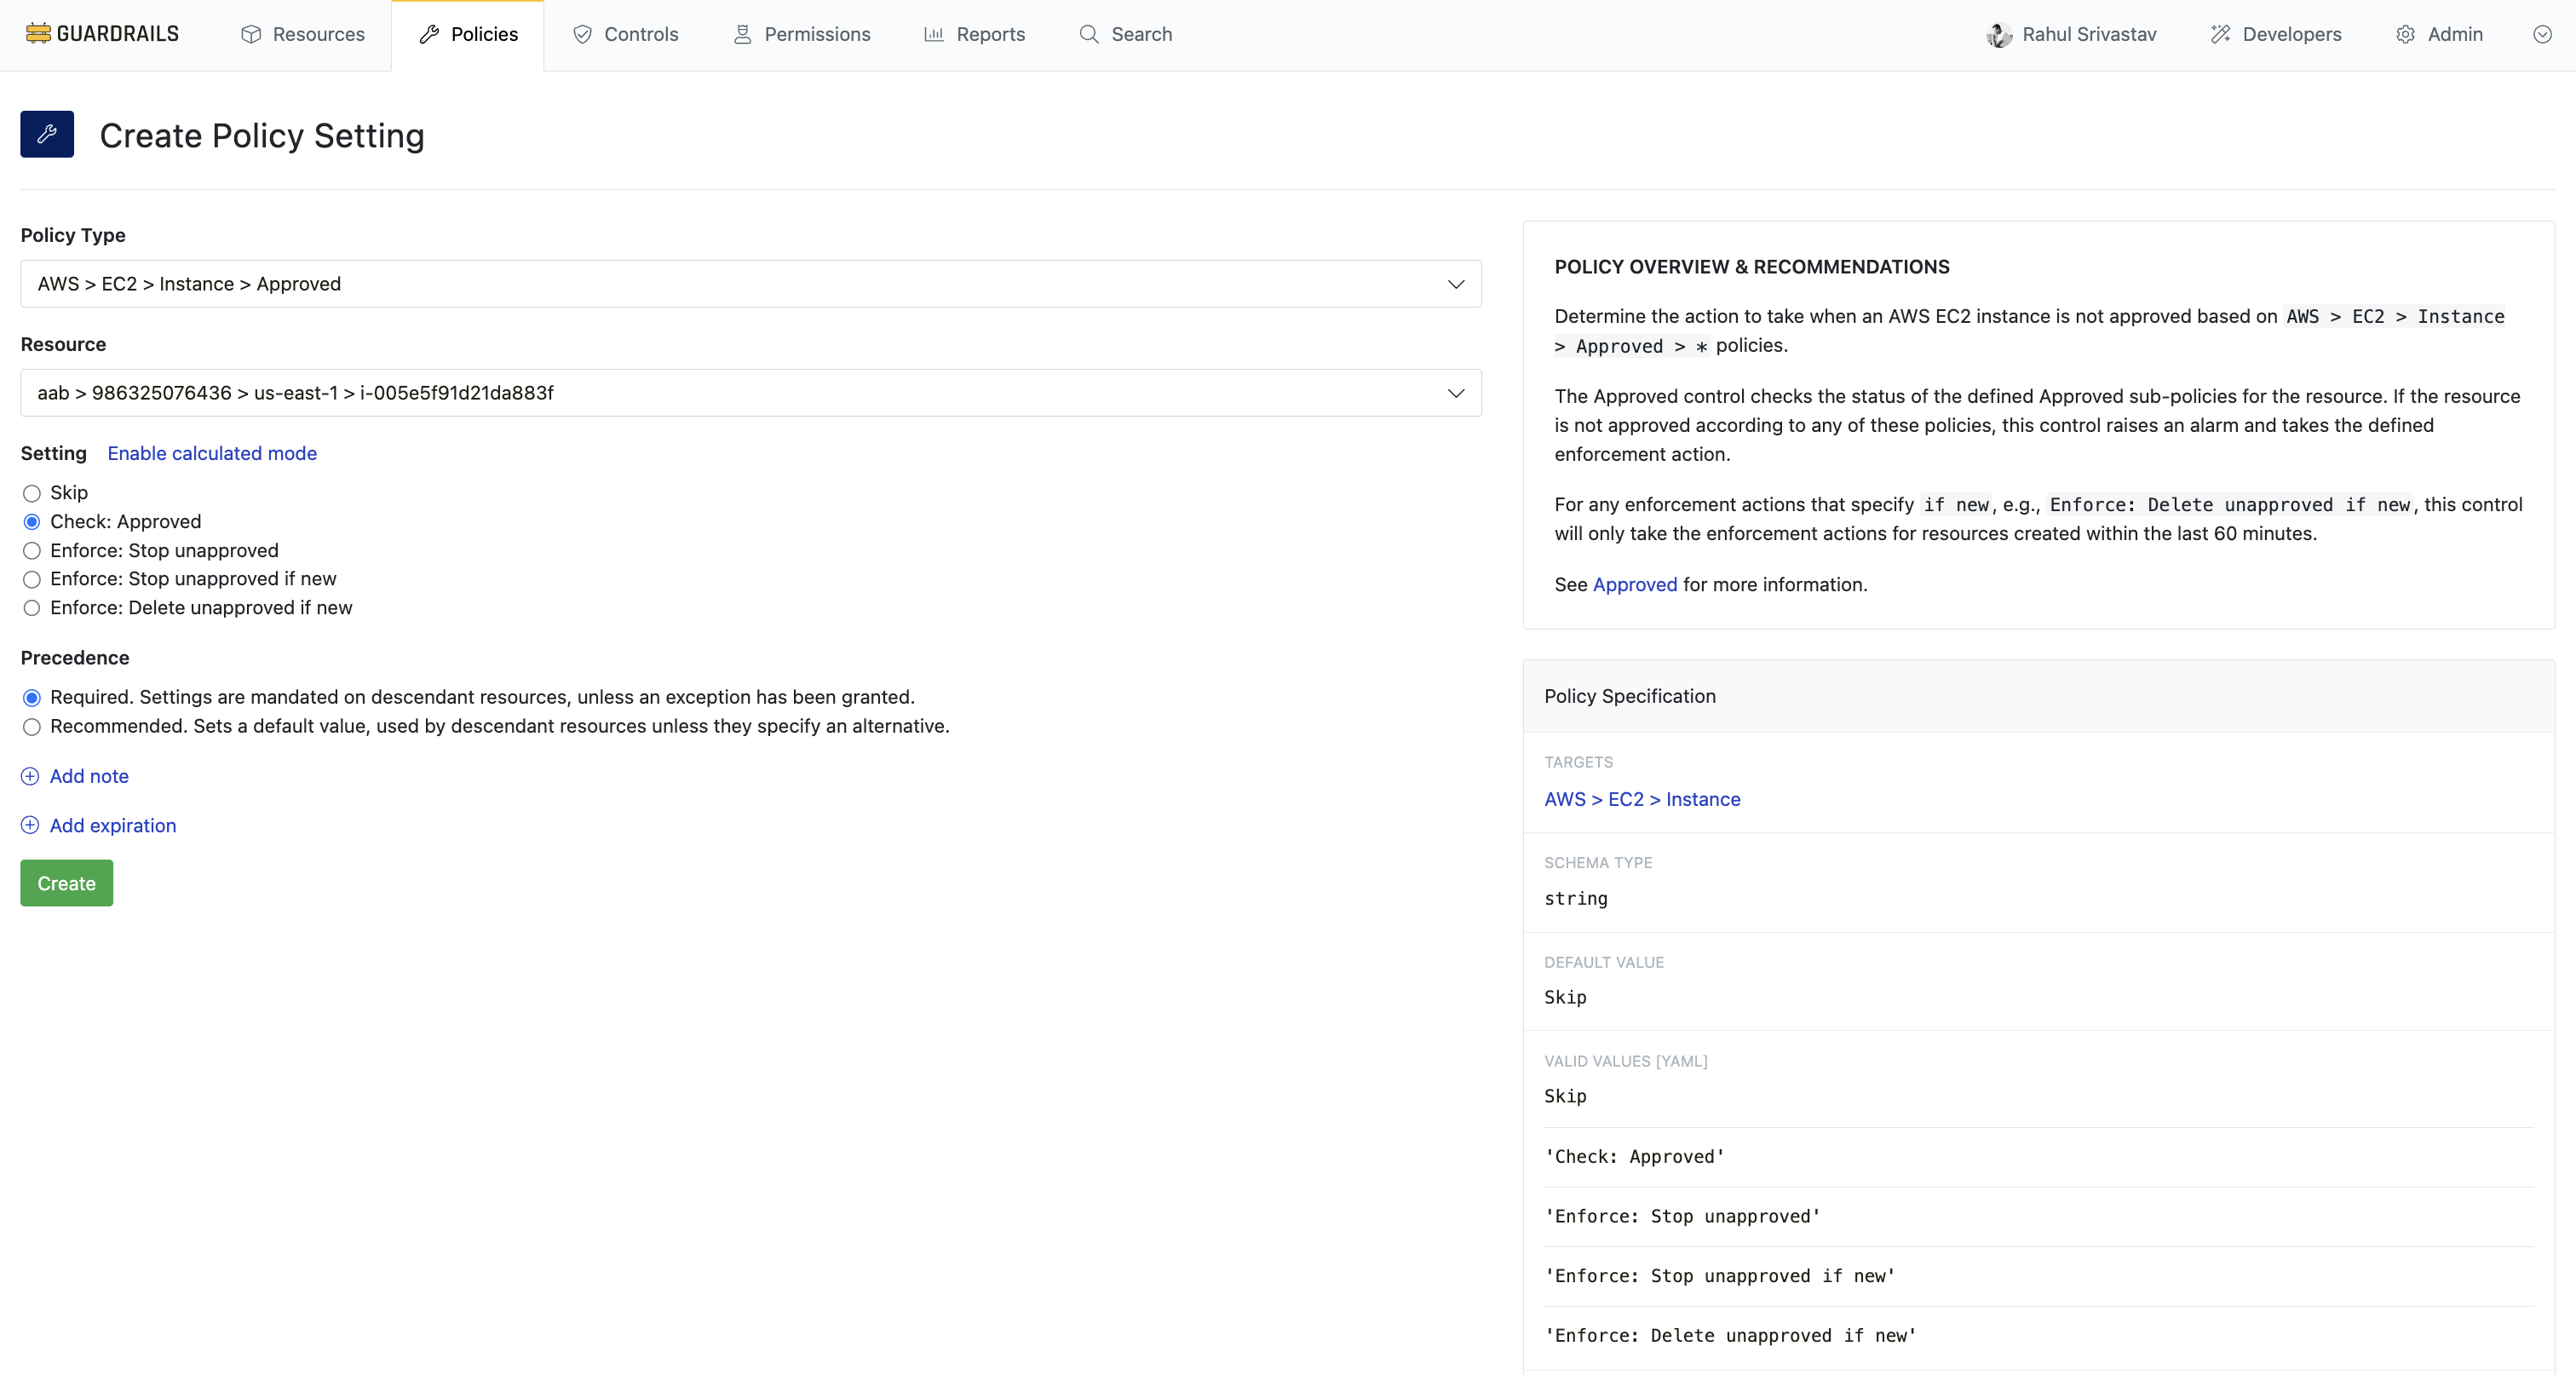 GUARDRAILS
Resources
Policies
Controls
Permissions
Reports
Search
Rahul Srivastav
Developers
Admin
Create Policy Setting
Policy Type
AWS > EC2 > Instance > Approved
Resource
aab > 986325076436 > us-east-1 > i-005e5f91d21da883f
Setting Enable calculated mode
Skip
Check: Approved
Enforce: Stop unapproved
Enforce: Stop unapproved if new
Enforce: Delete unapproved if new
Precedence
Required. Settings are mandated on descendant resources, unless an exception has been granted.
Recommended. Sets a default value, used by descendant resources unless they specify an alternative.
Add note
Add expiration
Create
POLICY OVERVIEW & RECOMMENDATIONS
Determine the action to take when an AWS EC2 instance is not approved based on AWS > EC2 > Instance
> Approved > * policies.
The Approved control checks the status of the defined Approved sub-policies for the resource. If the resource
is not approved according to any of these policies, this control raises an alarm and takes the defined
enforcement action.
For any enforcement actions that specify if new, e.g., Enforce: Delete unapproved if new, this control
will only take the enforcement actions for resources created within the last 60 minutes.
See Approved for more information.
Policy Specification
TARGETS
AWS > EC2 > Instance
SCHEMA TYPE
string
DEFAULT VALUE
Skip
VALID VALUES [YAML]
Skip
'Check: Approved'
'Enforce: Stop unapproved'
'Enforce: Stop unapproved if new'
'Enforce: Delete unapproved if new'